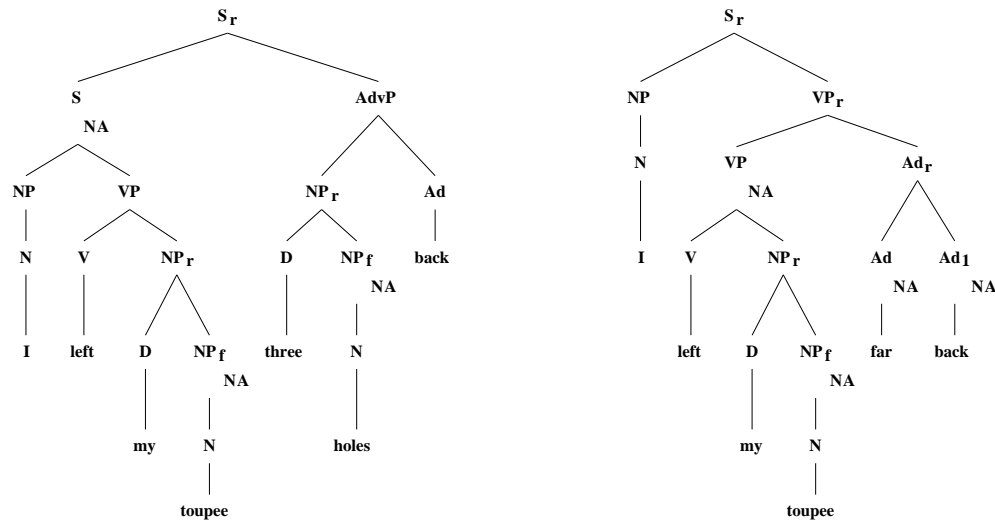 S r S r
S AdvP NP VP r
NA
NP VP NP r Ad N VP Ad r
NA
N V NP r D NP f back I V NP r Ad Ad 1
NA NA NA
I left D NP f three N left D NP f far back
NA NA
my N holes my N
toupee toupee